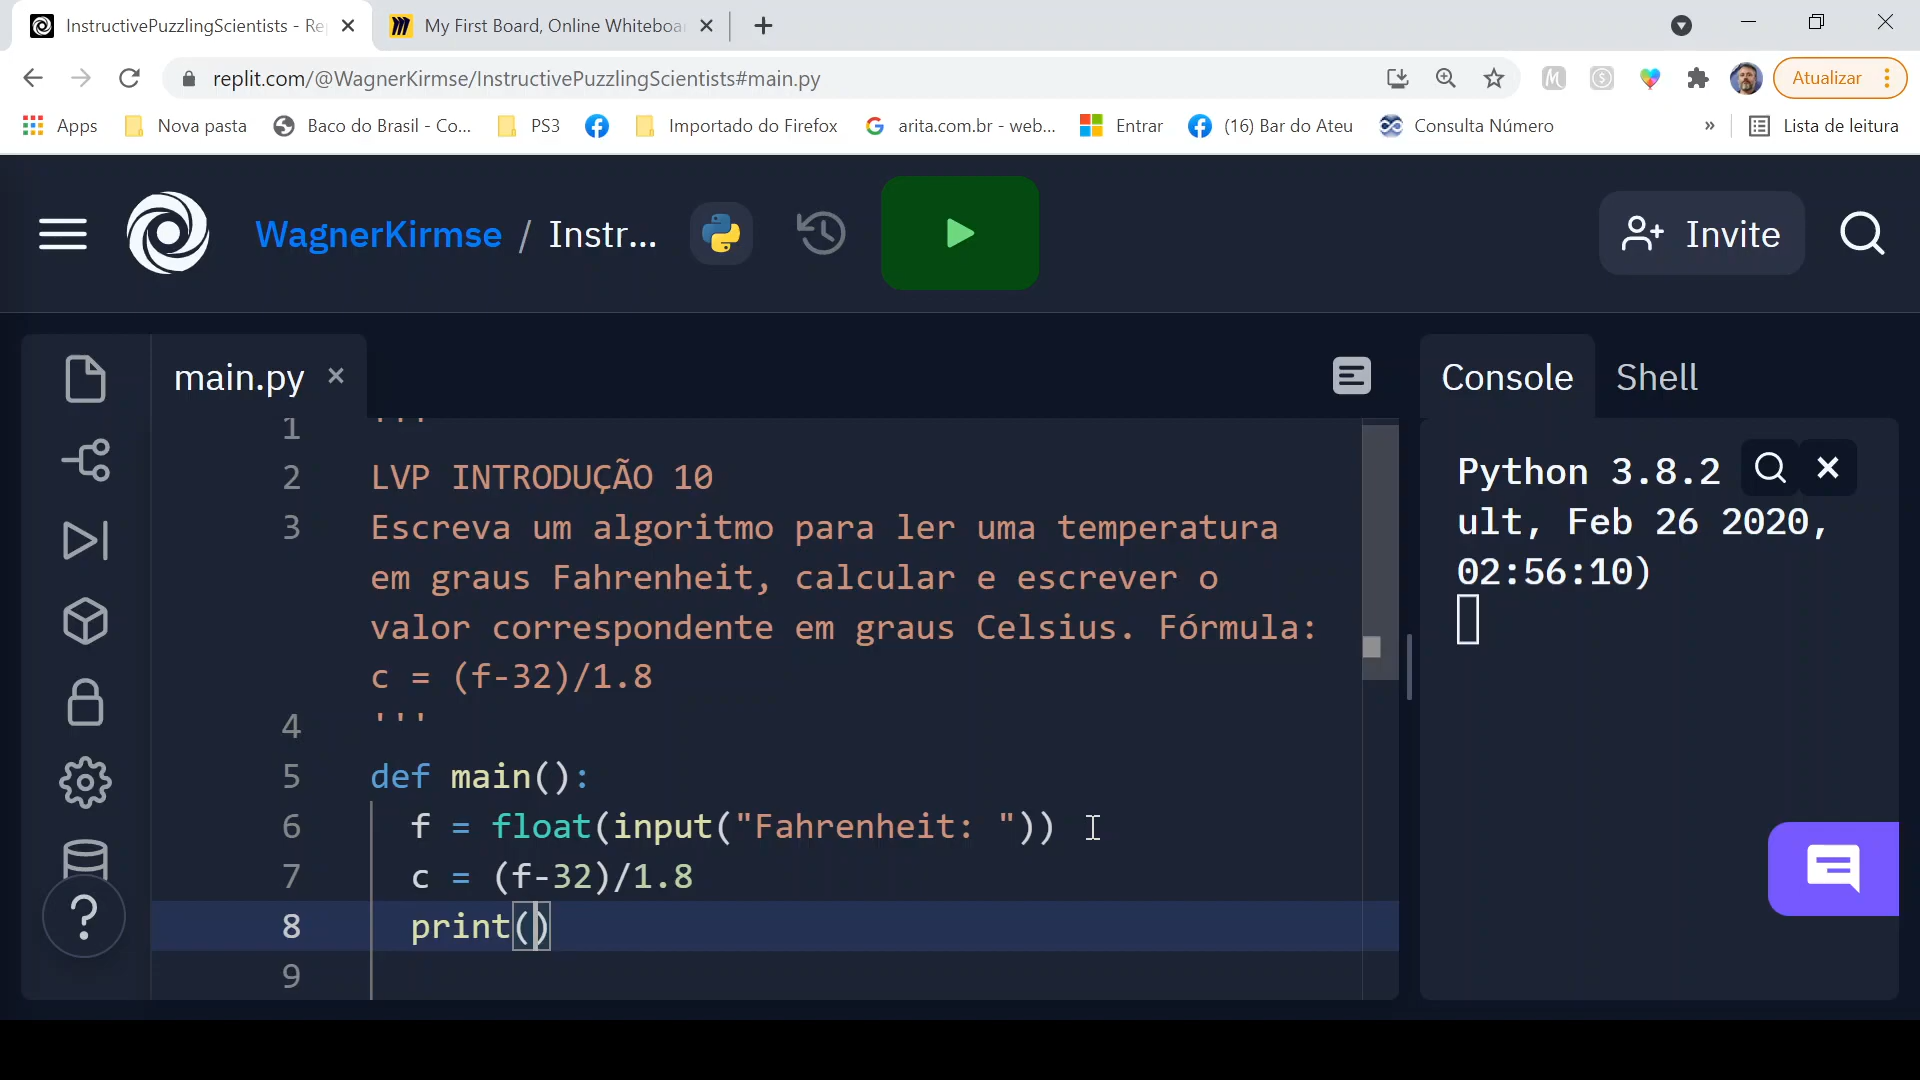 InstructivePuzzlingScientists - Re
My First Board, Online Whiteboa
replit.com/@WagnerKirmse/InstructivePuzzlingScientists#main.py
Atualizar
Apps
Nova pasta
Baco do Brasil - Co...
PS3
Importado do Firefox
arita.com.br - web...
Entrar
(16) Bar do Ateu
Consulta Número
»
Lista de leitura
WagnerKirmse / Instr...
Invite
main.py
Console
Shell
1 '''
2 LVP INTRODUÇÃO 10
3 Escreva um algoritmo para ler uma temperatura
em graus Fahrenheit, calcular e escrever o
valor correspondente em graus Celsius. Fórmula:
c = (f-32)/1.8
4 '''
5 def main():
6 f = float(input("Fahrenheit: "))
7 c = (f-32)/1.8
8 print()
9
Python 3.8.2
ult, Feb 26 2020,
02:56:10)